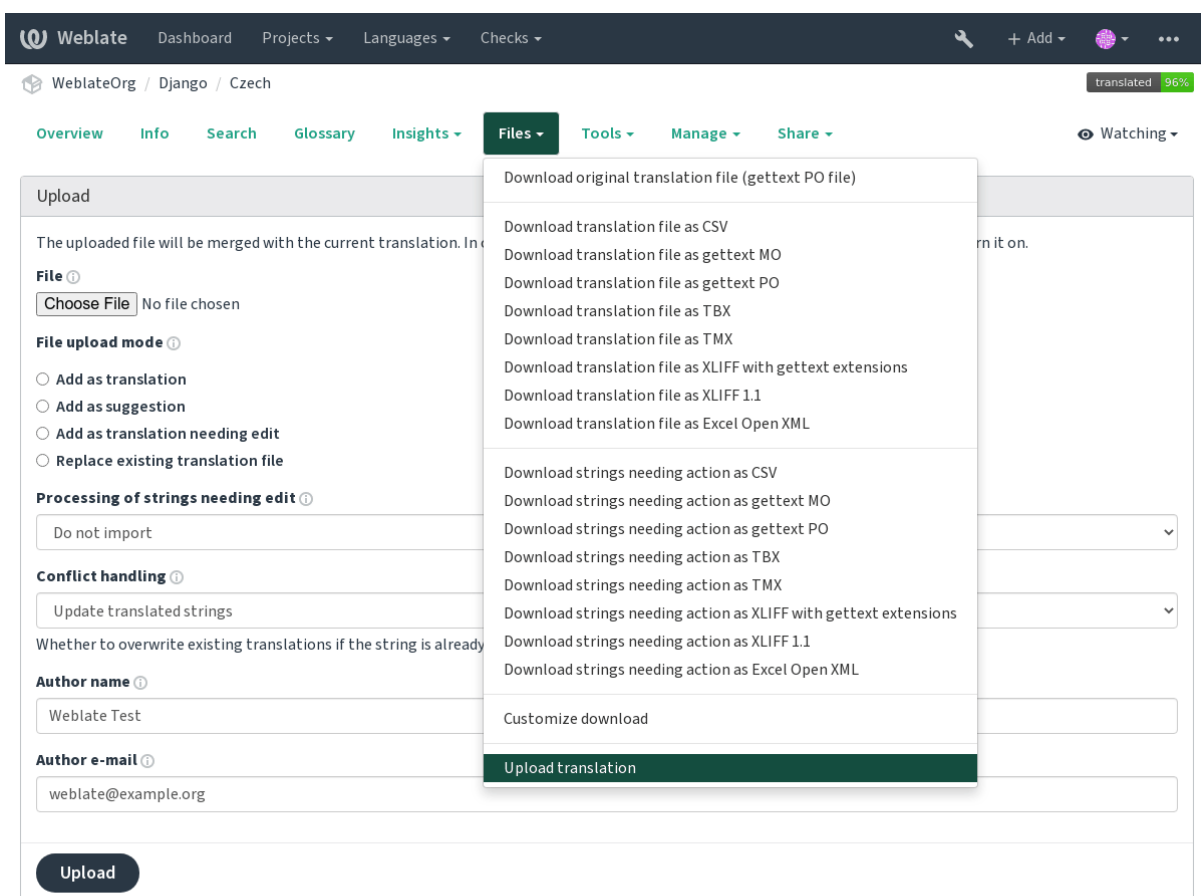 Weblate Dashboard Projects Languages Checks + Add
WeblateOrg / Django / Czech translated 96%
Overview Info Search Glossary Insights Files Tools Manage Share Watching
Upload
The uploaded file will be merged with the current translation. In rn it on.
File
Choose File No file chosen
File upload mode
Add as translation
Add as suggestion
Add as translation needing edit
Replace existing translation file
Processing of strings needing edit
Do not import
Conflict handling
Update translated strings
Whether to overwrite existing translations if the string is already
Author name
Weblate Test
Author e-mail
weblate@example.org
Upload
Download original translation file (gettext PO file)
Download translation file as CSV
Download translation file as gettext MO
Download translation file as gettext PO
Download translation file as TBX
Download translation file as TMX
Download translation file as XLIFF with gettext extensions
Download translation file as XLIFF 1.1
Download translation file as Excel Open XML
Download strings needing action as CSV
Download strings needing action as gettext MO
Download strings needing action as gettext PO
Download strings needing action as TBX
Download strings needing action as TMX
Download strings needing action as XLIFF with gettext extensions
Download strings needing action as XLIFF 1.1
Download strings needing action as Excel Open XML
Customize download
Upload translation